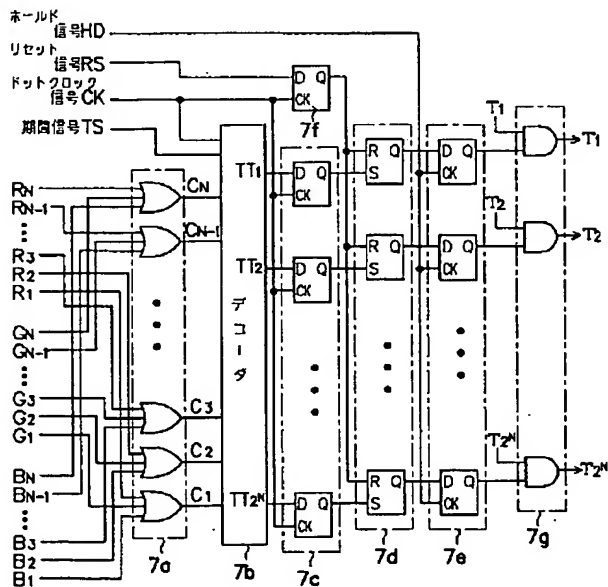 ホールド
信号HD
リセット
信号RS
ドットクロック
信号CK
期間信号TS
D Q
CK
7f
RN
RN-1
R3
R2
R1
GN
GN-1
G3
G2
G1
BN
BN-1
B3
B2
B1
CN
CN-1
C3
C2
C1
7a
デコーダ
TT1
TT2
TT2N
7b
D Q
CK
D Q
CK
D Q
CK
7c
R Q
S
R Q
S
R Q
S
7d
D Q
CK
D Q
CK
D Q
CK
7e
T1
T1
T2
T2
T2N
T2N
7g